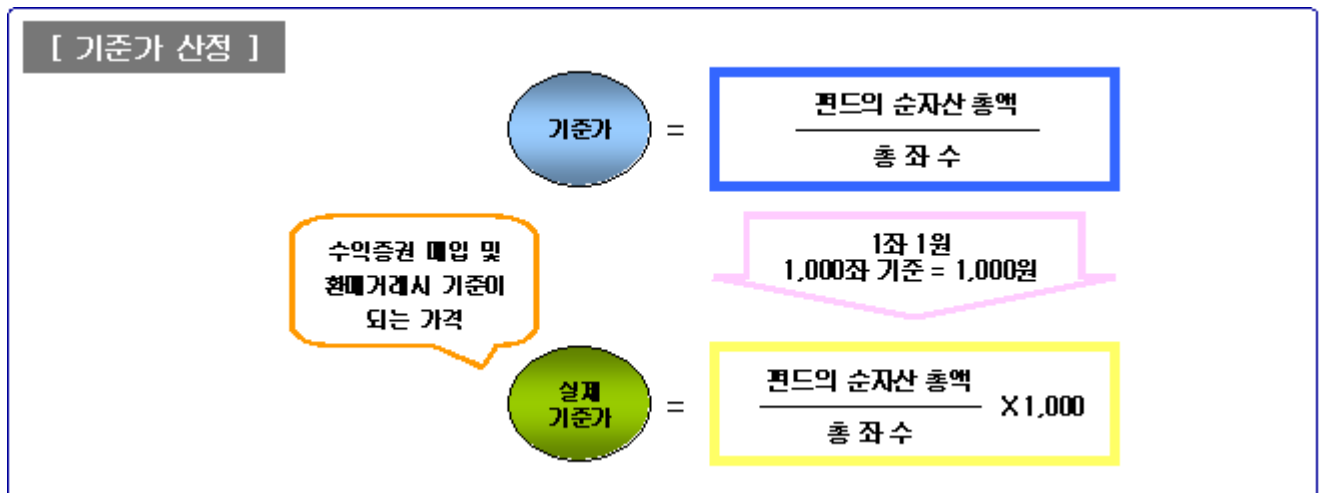 [ 기준가 산정 ]
기준가
=
펀드의 순자산 총액
총 좌 수
수익증권 매입 및
환매거래시 기준이
되는 가격
1좌 1원
1,000좌 기준 = 1,000원
실제
기준가
=
펀드의 순자산 총액
총 좌 수
X 1,000